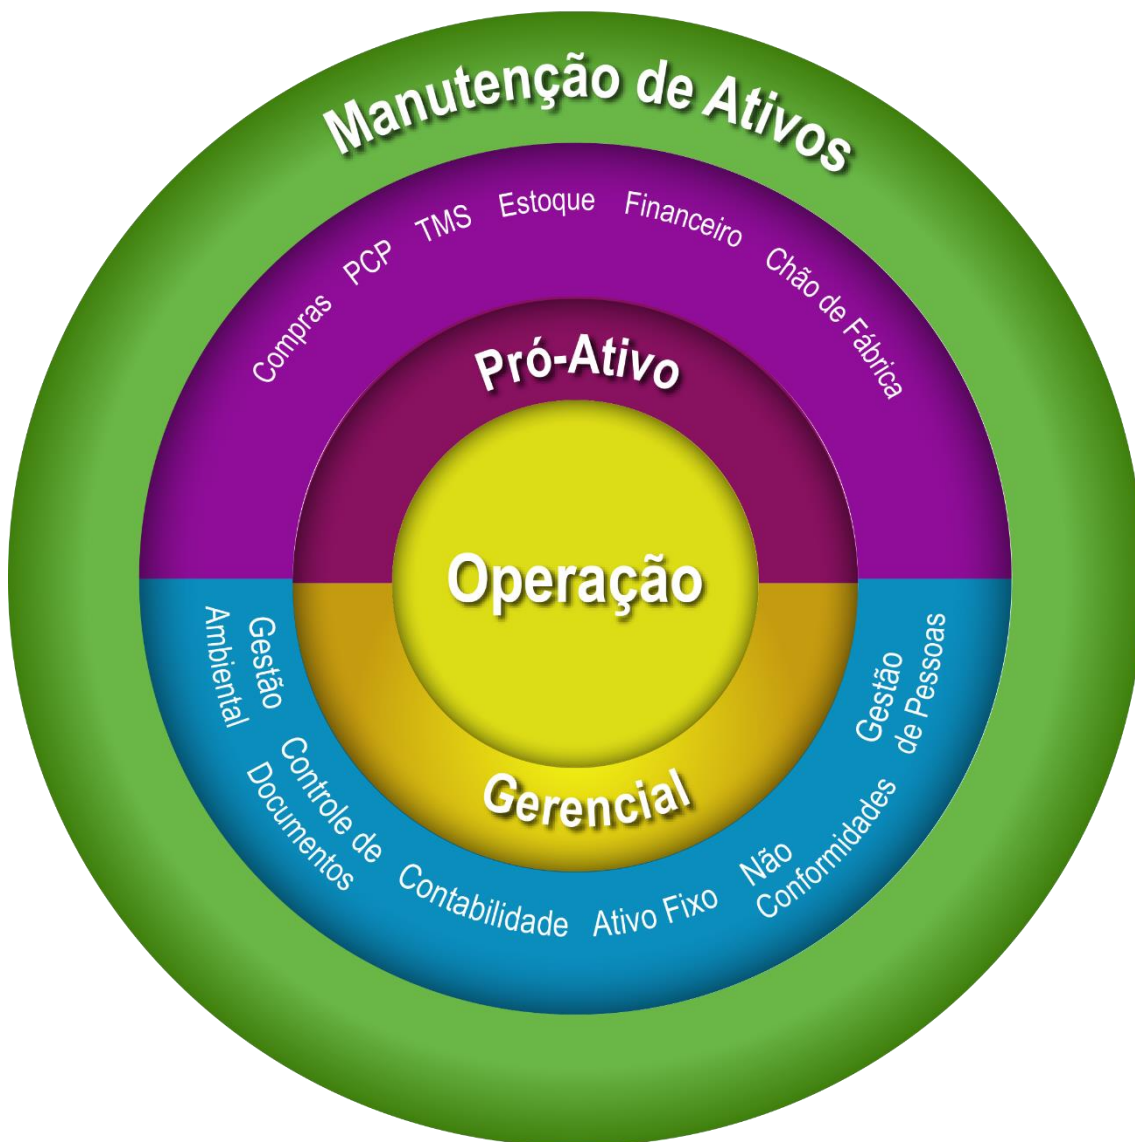 Manutenção de Ativos
Compras
PCP
TMS
Estoque
Financeiro
Chão de Fábrica
Pró-Ativo
Operação
Gerencial
Gestão
Ambiental
Controle de
Documentos
Contabilidade
Ativo Fixo
Não
Conformidades
Gestão
de Pessoas